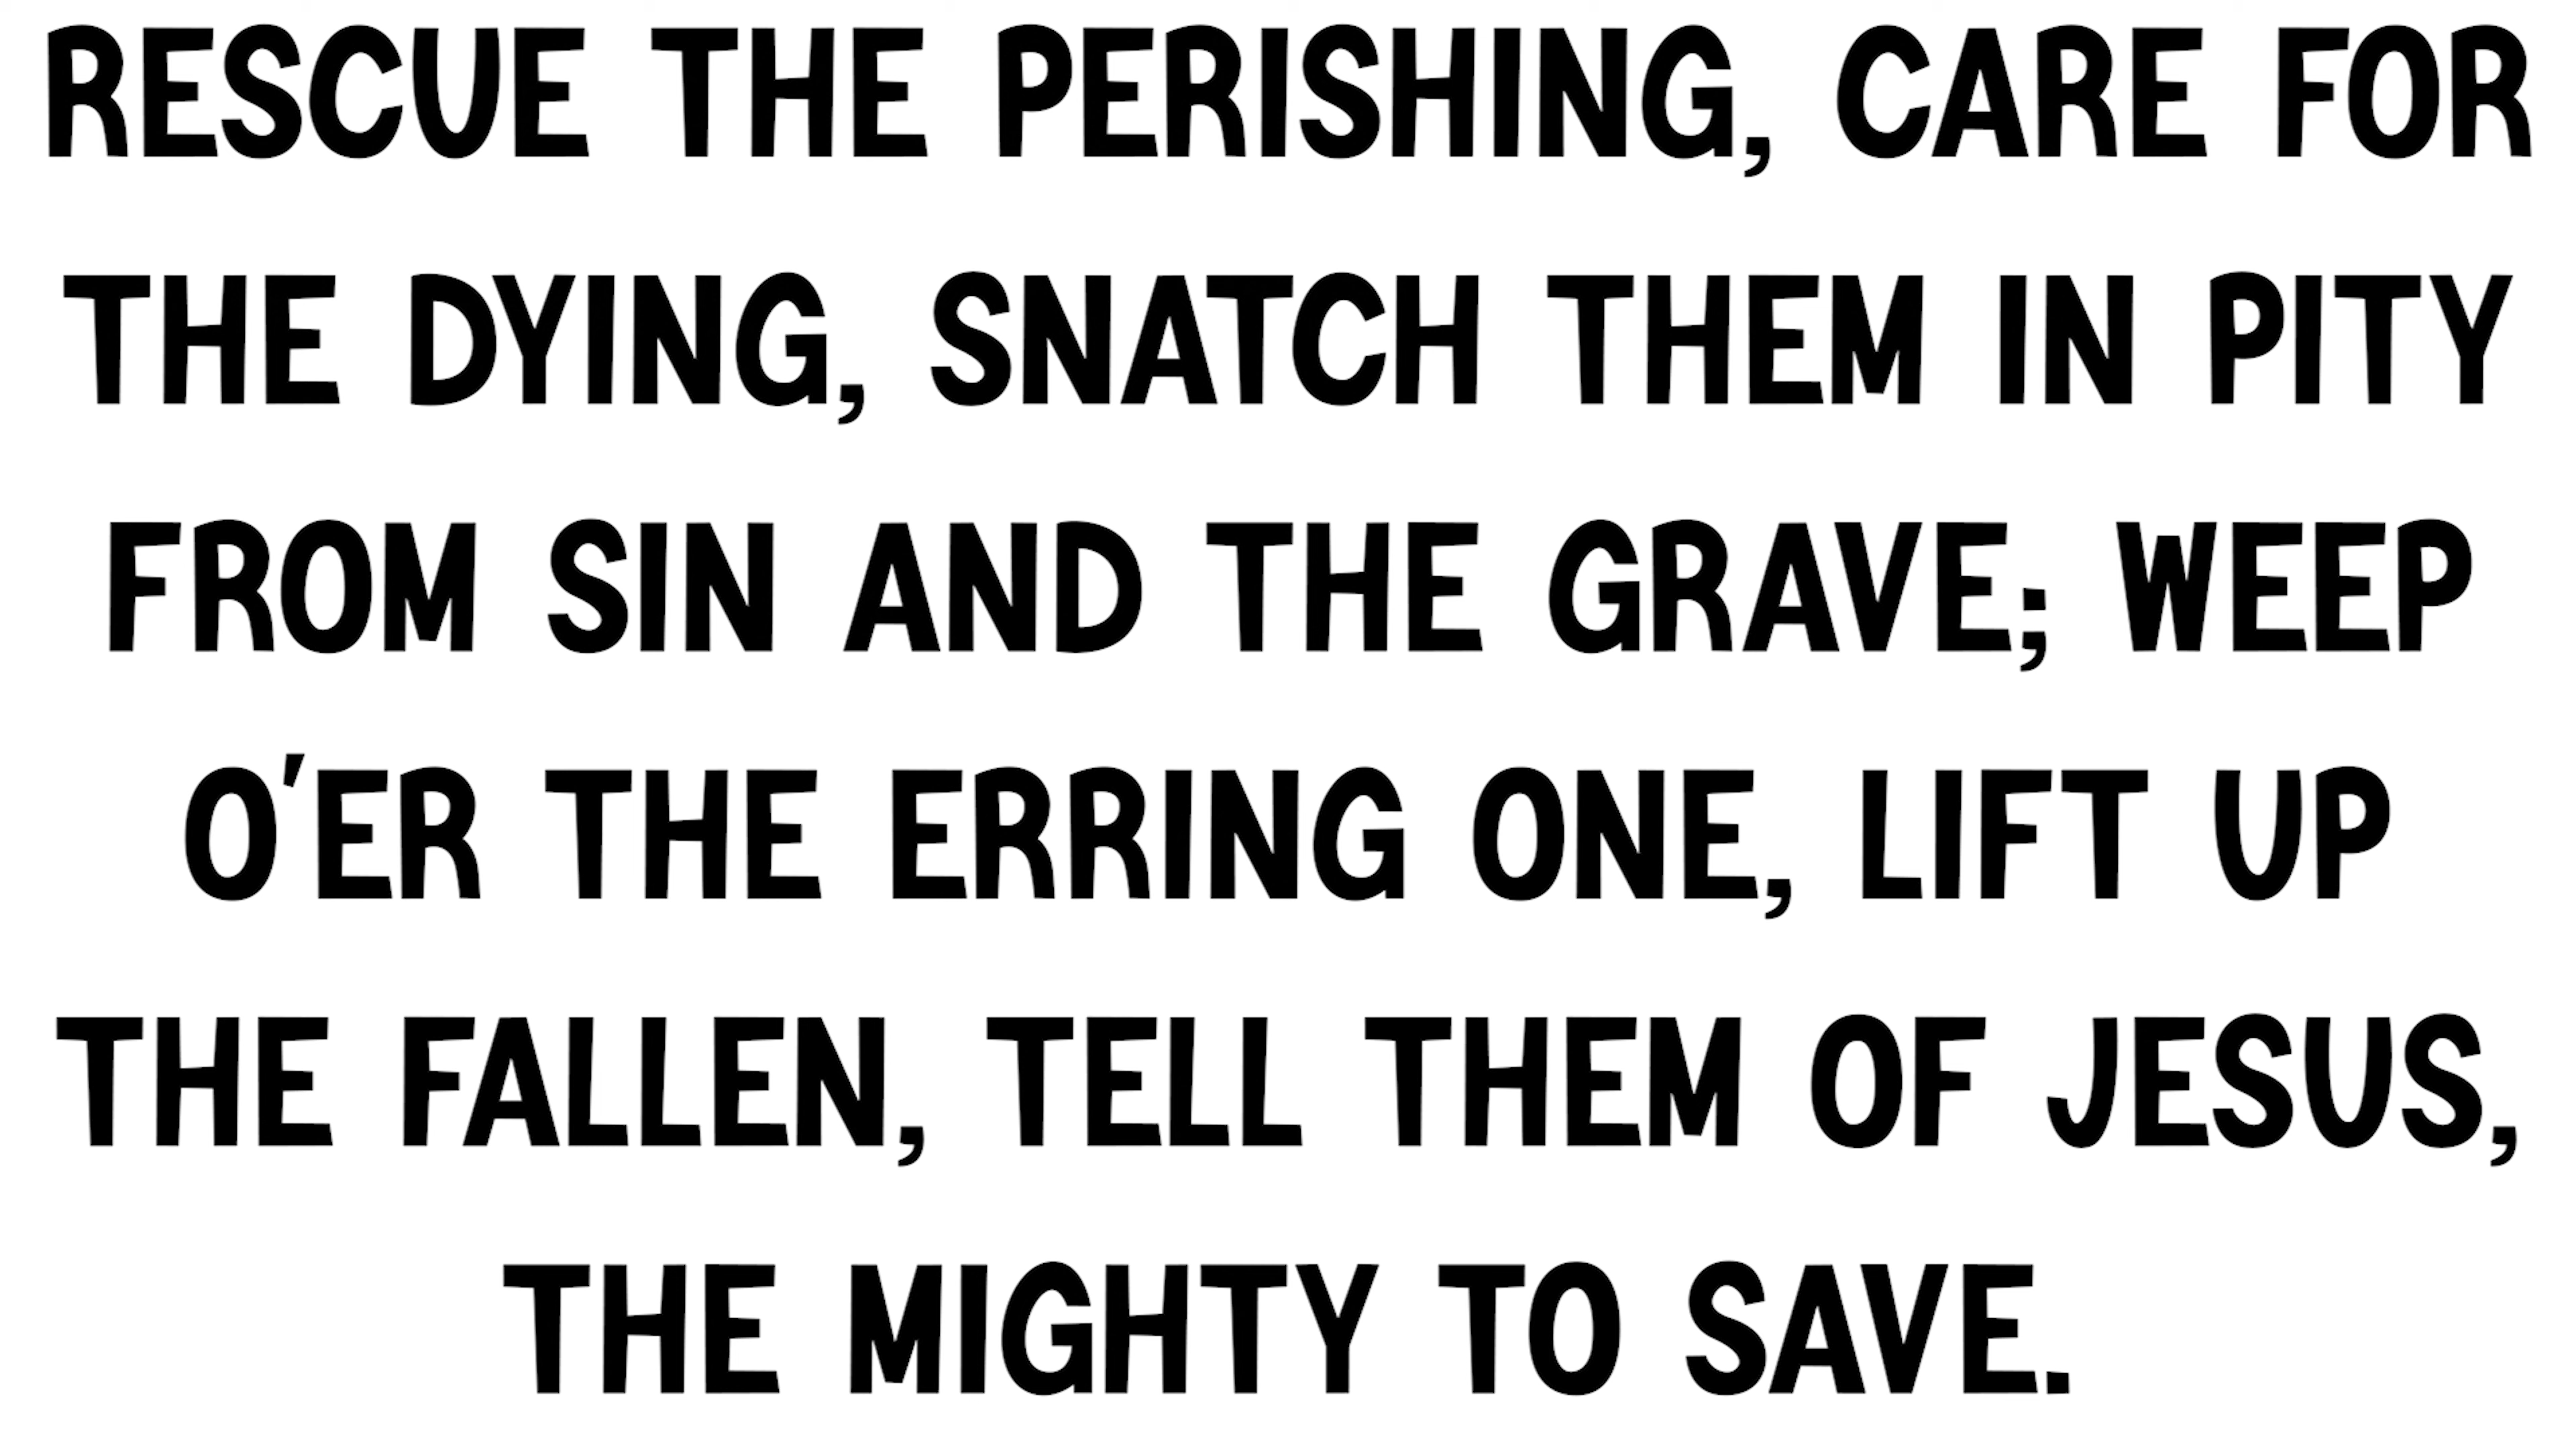 RESCUE THE PERISHING, CARE FOR
THE DYING, SNATCH THEM IN PITY
FROM SIN AND THE GRAVE; WEEP
O'ER THE ERRING ONE, LIFT UP
THE FALLEN, TELL THEM OF JESUS,
THE MIGHTY TO SAVE.